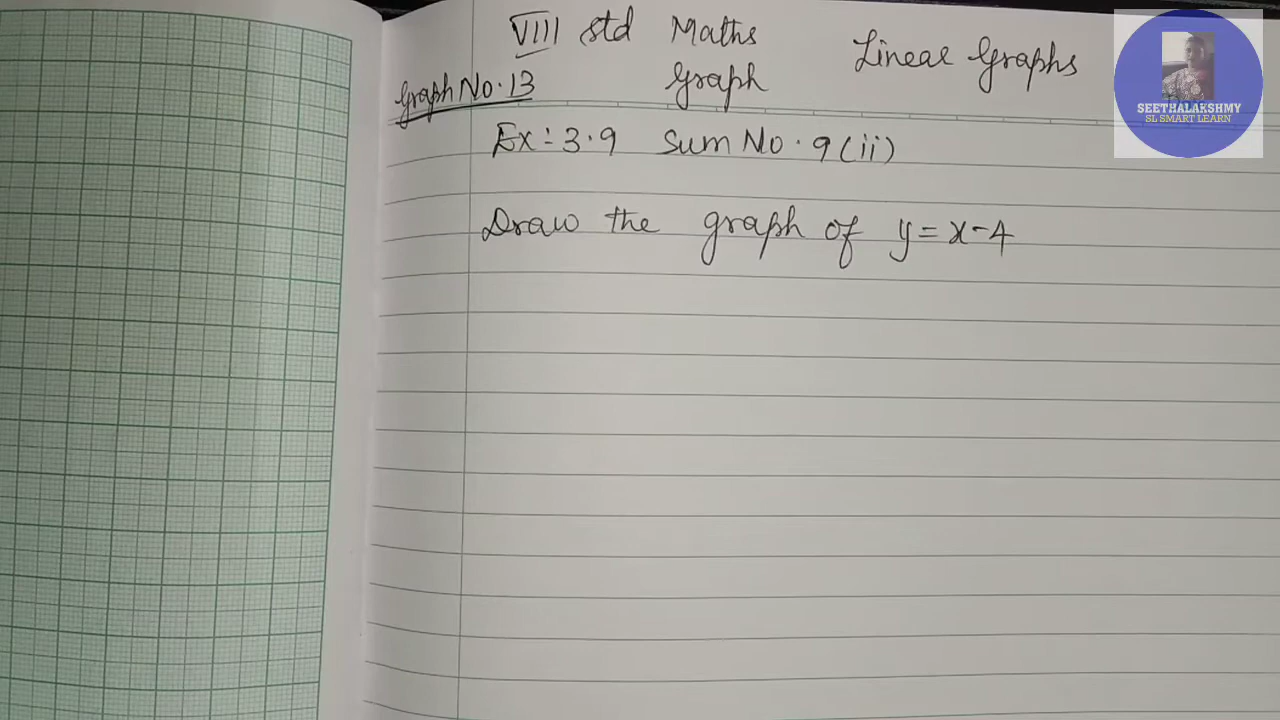 VIII std Maths Linear Graphs
Graph No. 13 Graph
Ex: 3.9 Sum No. 9(ii)
Draw the graph of y = x - 4
SEETHALAKSHMY
SL SMART LEARN